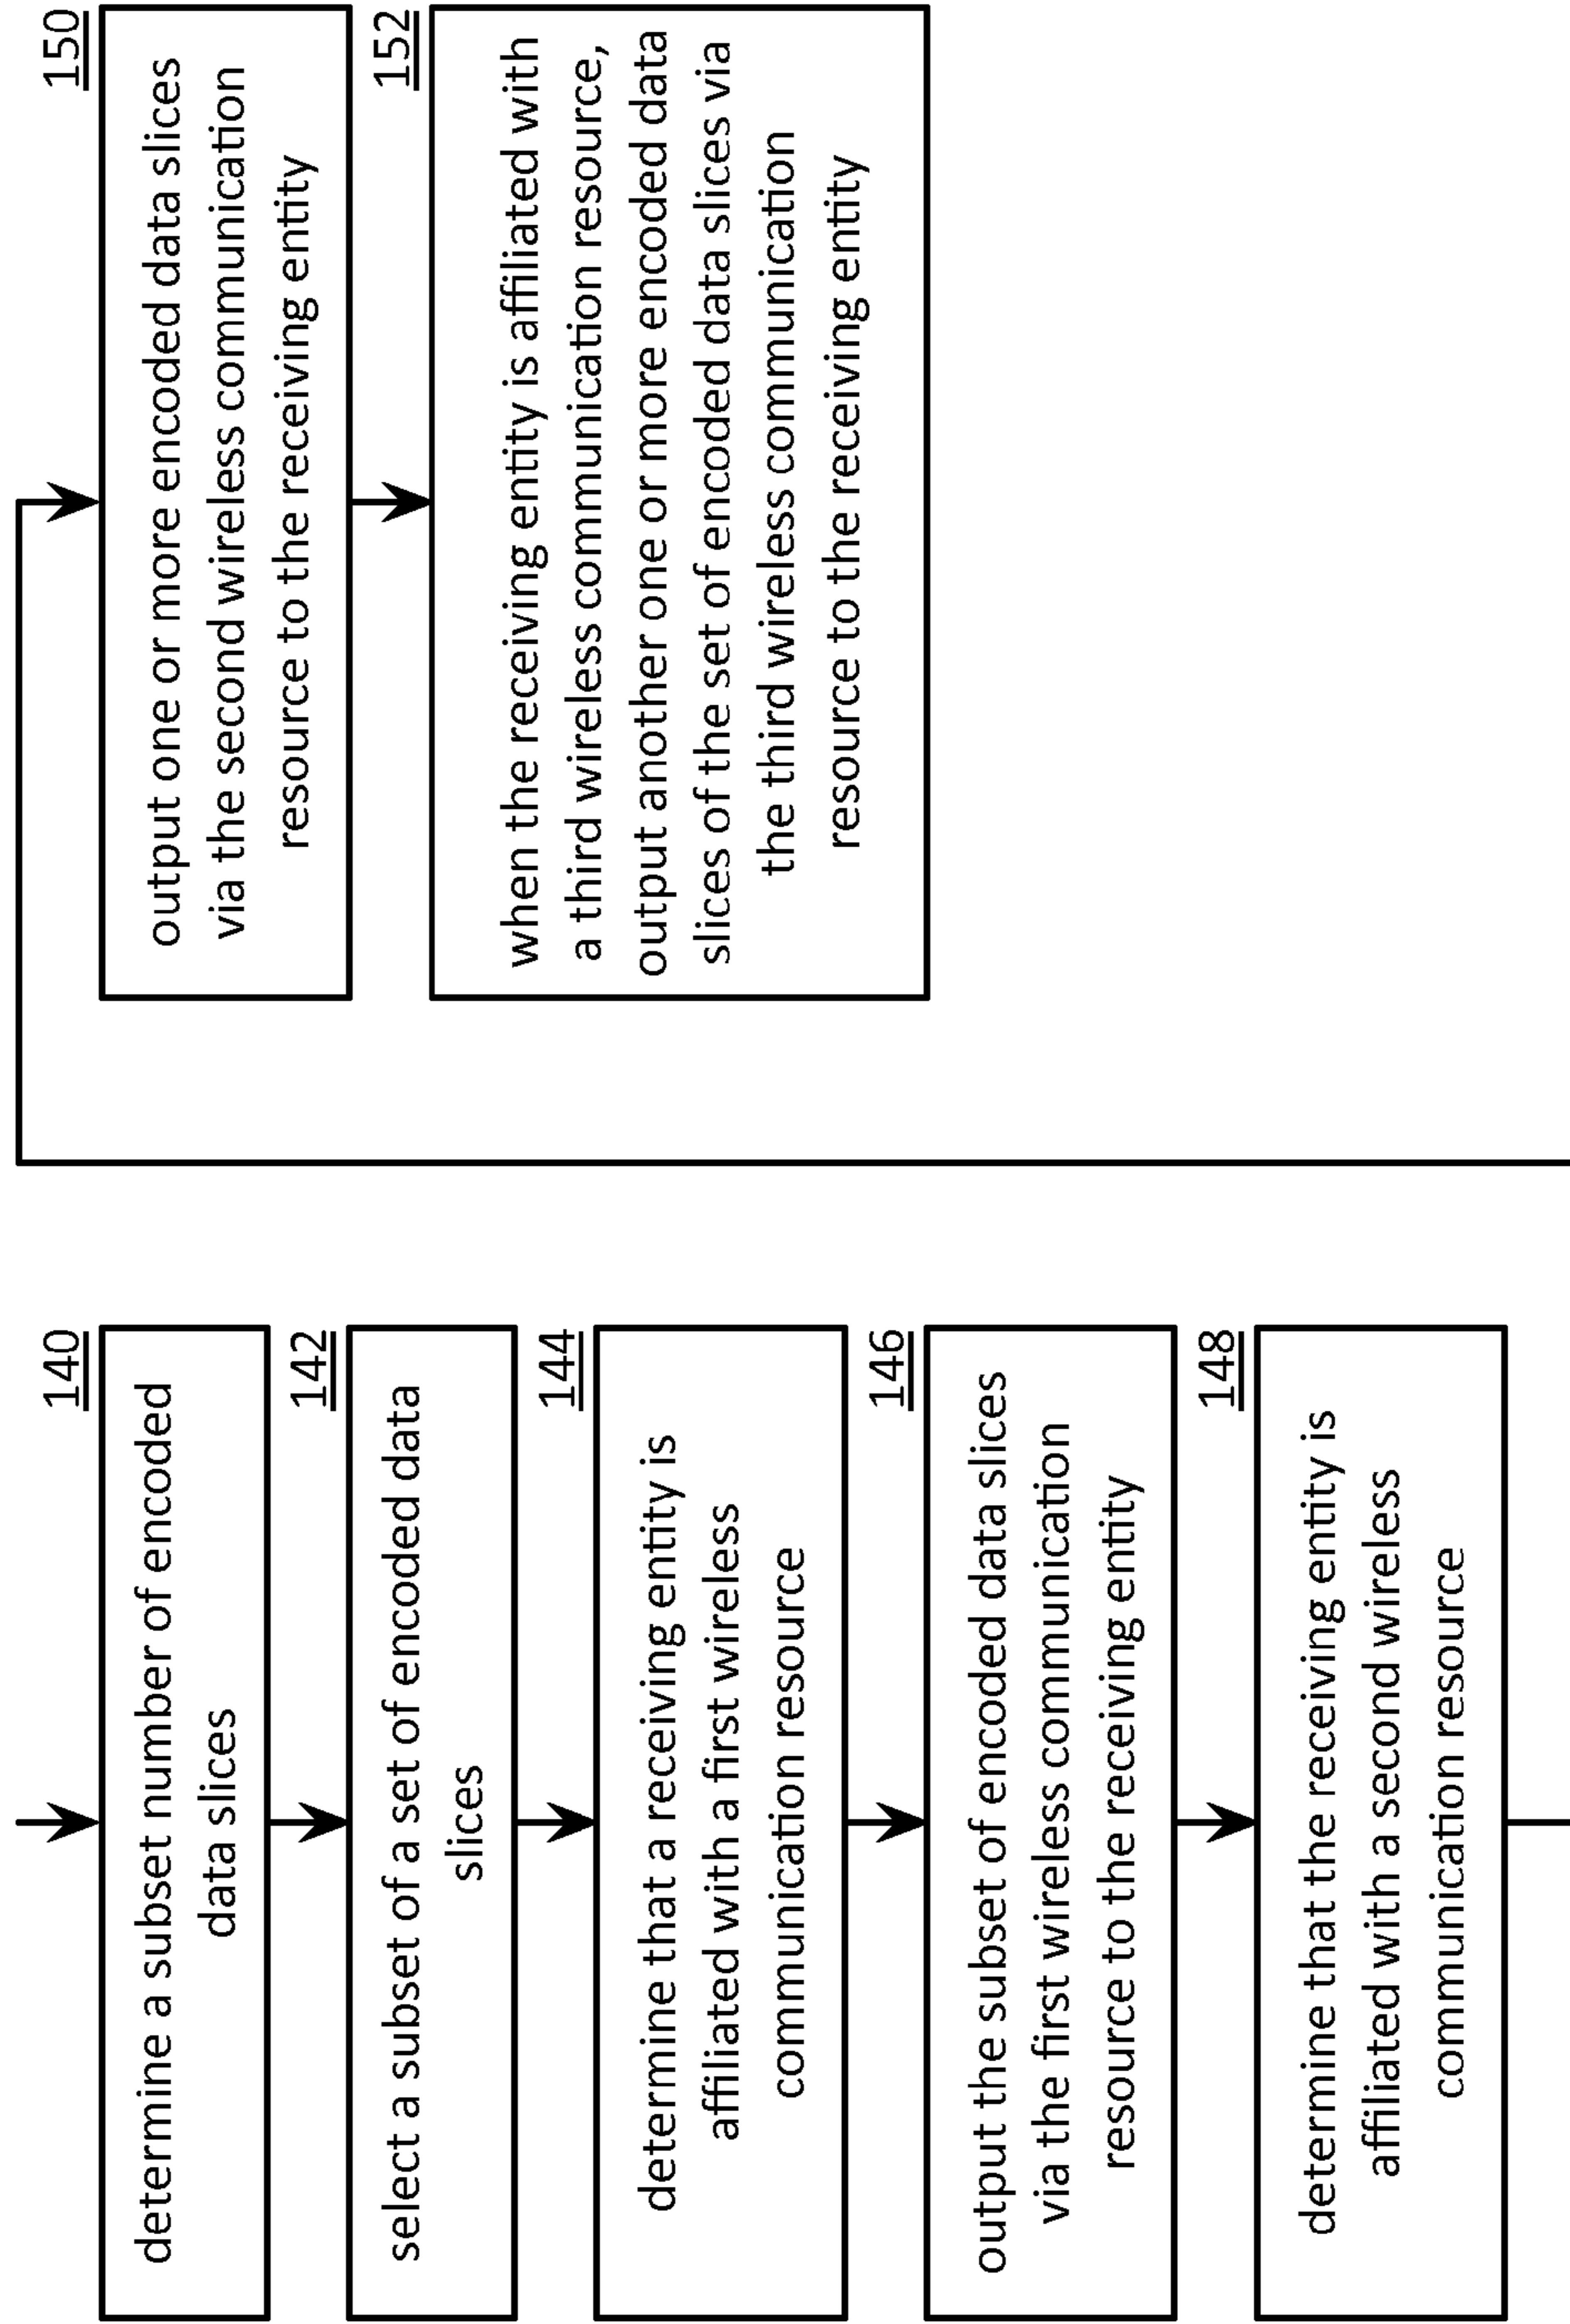 140
determine a subset number of encoded
data slices
142
select a subset of a set of encoded data
slices
144
determine that a receiving entity is
affiliated with a first wireless
communication resource
146
output the subset of encoded data slices
via the first wireless communication
resource to the receiving entity
148
determine that the receiving entity is
affiliated with a second wireless
communication resource
150
output one or more encoded data slices
via the second wireless communication
resource to the receiving entity
152
when the receiving entity is affiliated with
a third wireless communication resource,
output another one or more encoded data
slices of the set of encoded data slices via
the third wireless communication
resource to the receiving entity